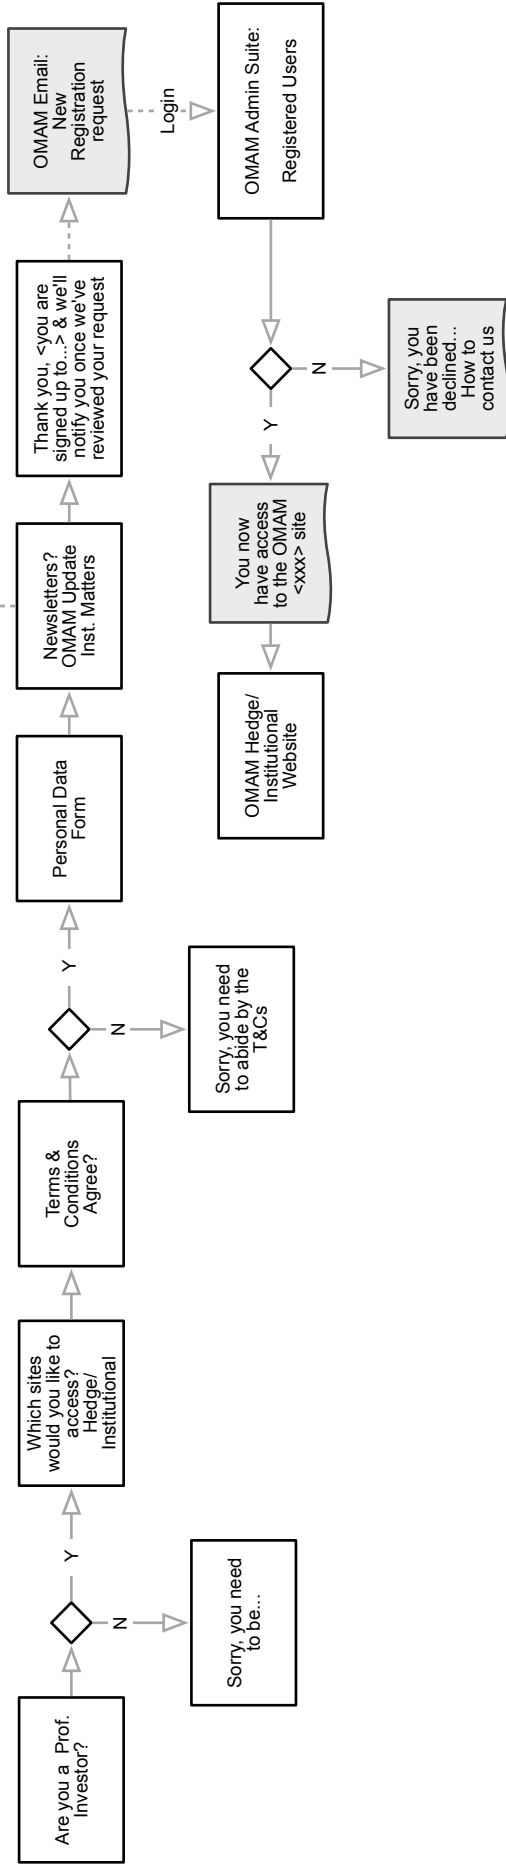 Are you a Prof.
Investor?
Y
N
Sorry, you need
to be...
Which sites
would you like to
access?
Hedge/
Institutional
Terms &
Conditions
Agree?
Y
N
Sorry, you need
to abide by the
T&Cs
Personal Data
Form
Newsletters?
OMAM Update
Inst. Matters
Thank you, <you are
signed up to...> & we'll
notify you once we've
reviewed your request
OMAM Email:
New
Registration
request
Login
OMAM Admin Suite:
Registered Users
Y
N
You now
have access
to the OMAM
<xxx> site
OMAM Hedge/
Institutional
Website
Sorry, you
have been
declined...
How to
contact us